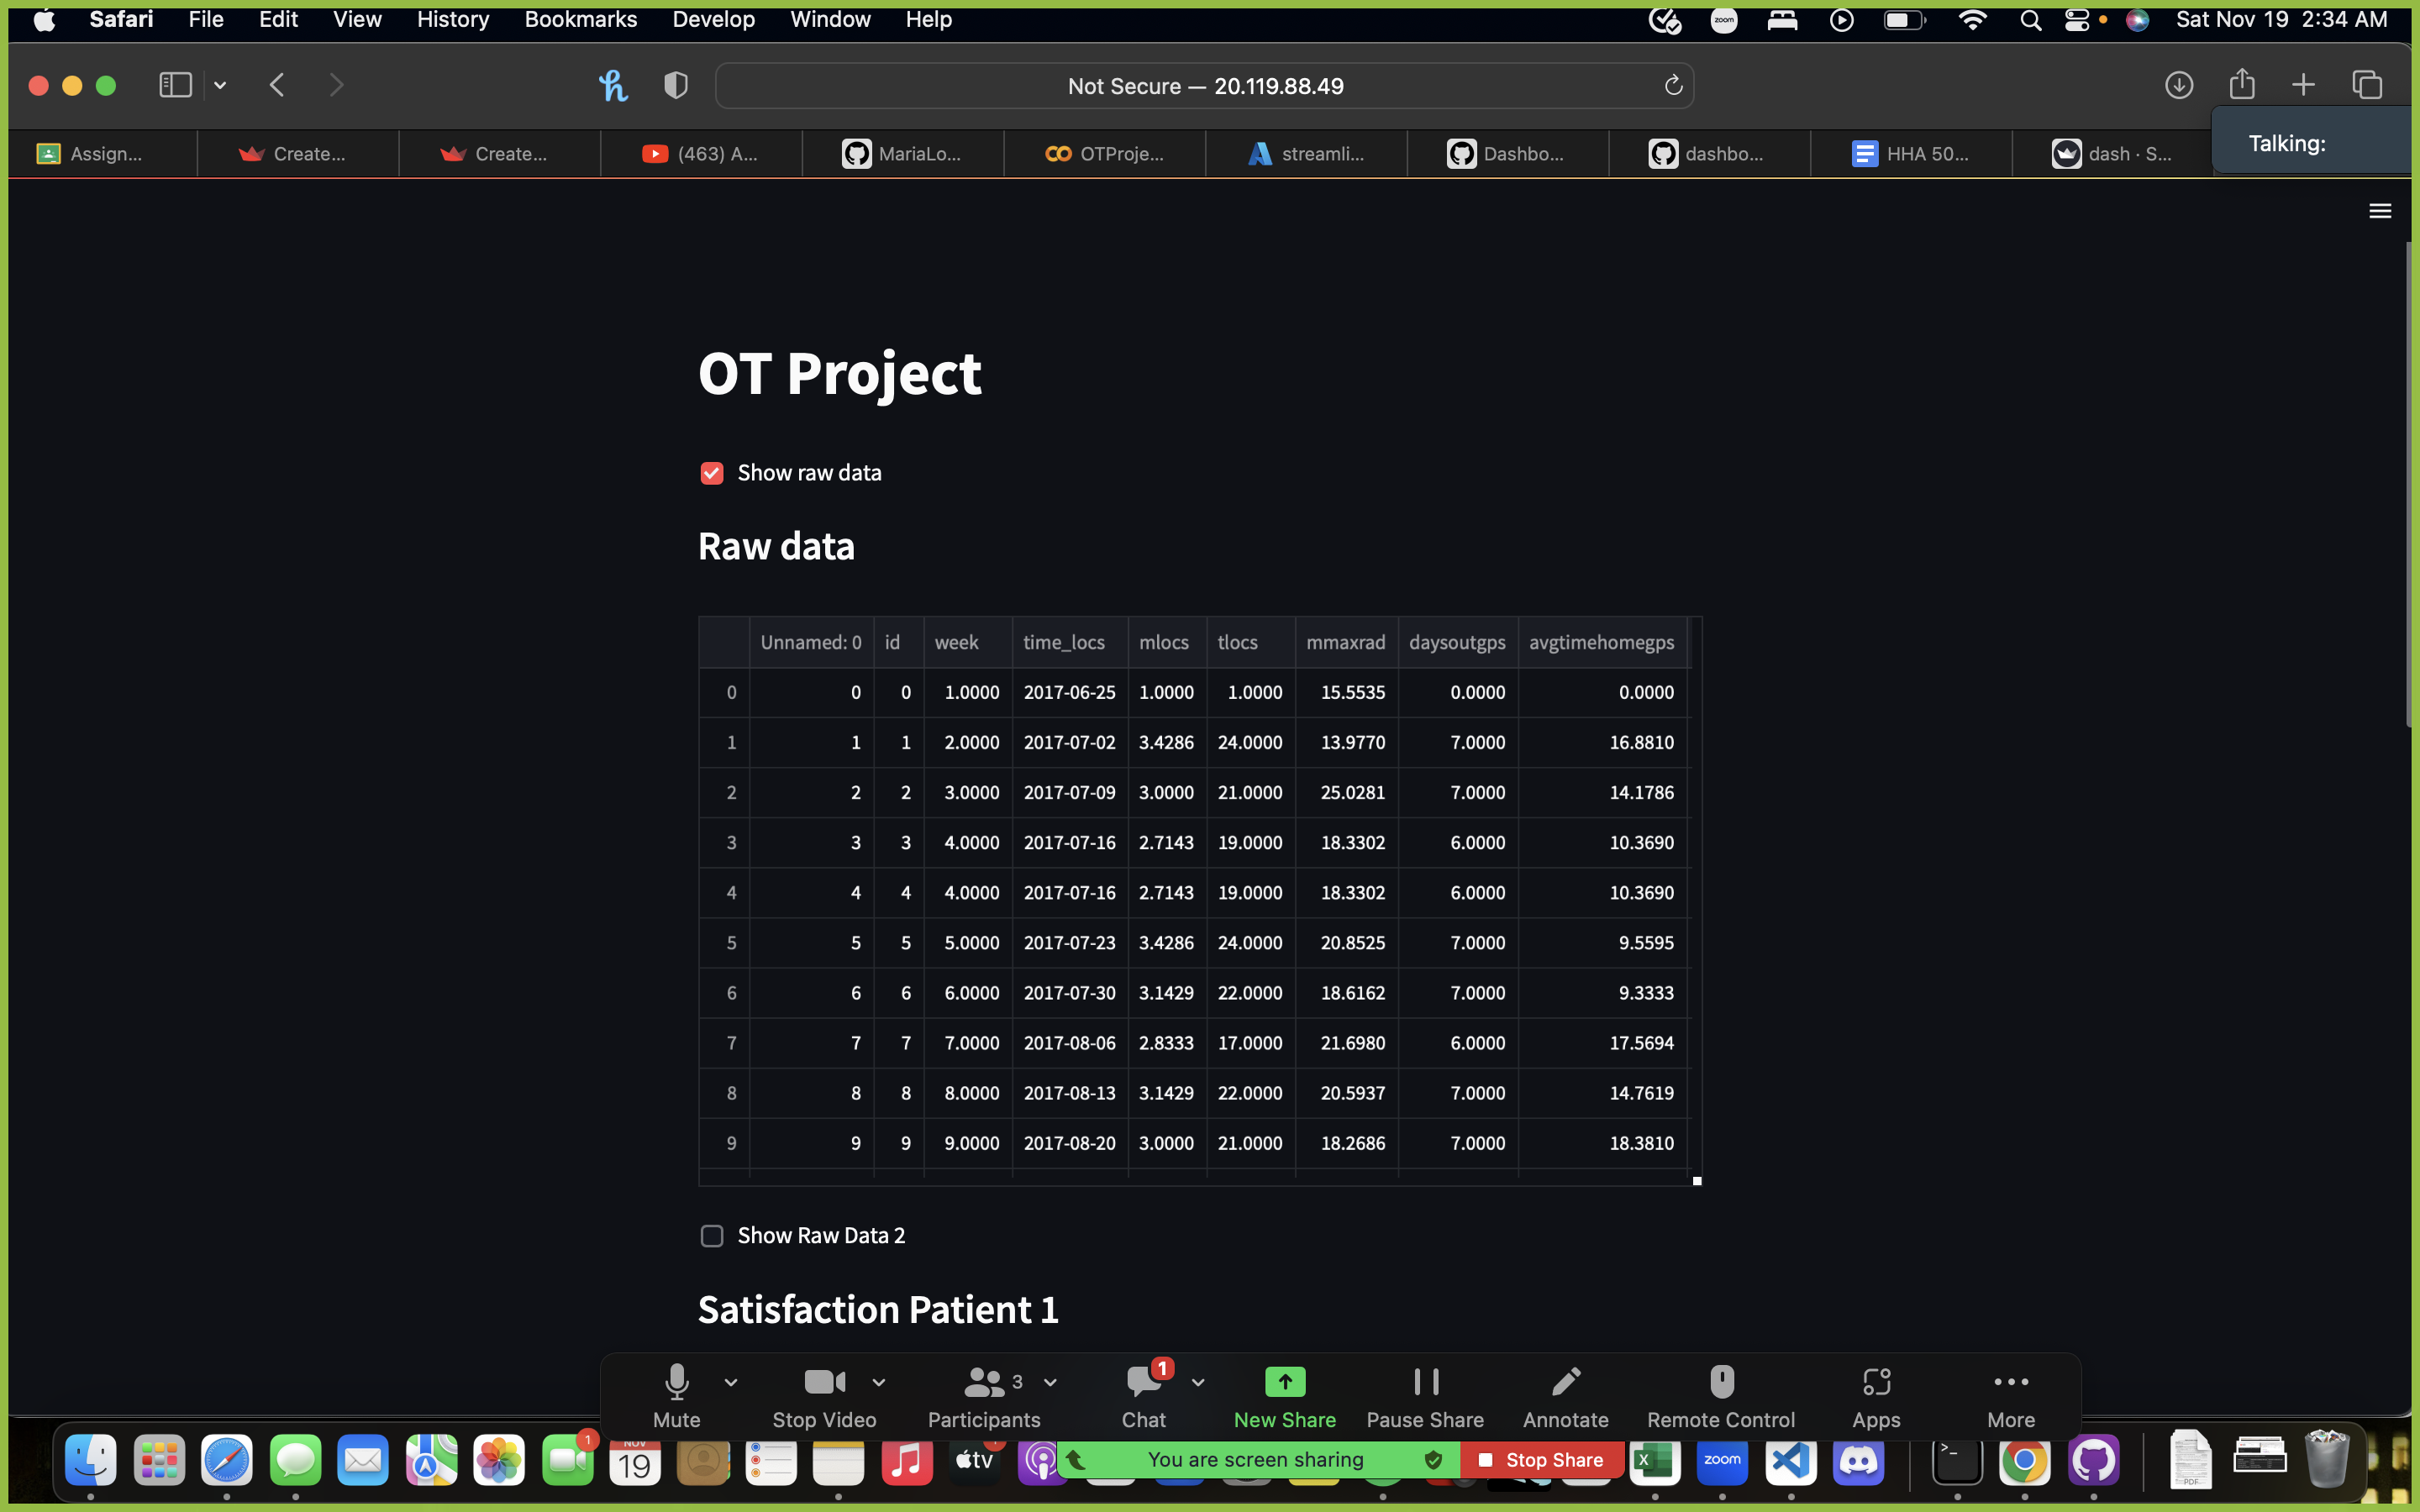 Safari File Edit View History Bookmarks Develop Window Help zoom Sat Nov 19 2:34 AM
Not Secure — 20.119.88.49
Assign... Create... Create... (463) A... MariaLo... OTProje... streamli... Dashbo... dashbo... HHA 50... dash · S...
Talking:
OT Project
Show raw data
Raw data
Unnamed: 0 id week time_locs mlocs tlocs mmaxrad daysoutgps avgtimehomegps
0 0 0 1.0000 2017-06-25 1.0000 1.0000 15.5535 0.0000 0.0000
1 1 1 2.0000 2017-07-02 3.4286 24.0000 13.9770 7.0000 16.8810
2 2 2 3.0000 2017-07-09 3.0000 21.0000 25.0281 7.0000 14.1786
3 3 3 4.0000 2017-07-16 2.7143 19.0000 18.3302 6.0000 10.3690
4 4 4 4.0000 2017-07-16 2.7143 19.0000 18.3302 6.0000 10.3690
5 5 5 5.0000 2017-07-23 3.4286 24.0000 20.8525 7.0000 9.5595
6 6 6 6.0000 2017-07-30 3.1429 22.0000 18.6162 7.0000 9.3333
7 7 7 7.0000 2017-08-06 2.8333 17.0000 21.6980 6.0000 17.5694
8 8 8 8.0000 2017-08-13 3.1429 22.0000 20.5937 7.0000 14.7619
9 9 9 9.0000 2017-08-20 3.0000 21.0000 18.2686 7.0000 18.3810
Show Raw Data 2
Satisfaction Patient 1
3 1
Mute Stop Video Participants Chat New Share Pause Share Annotate Remote Control Apps More
1 NOV
19 tv You are screen sharing Stop Share X zoom >_ PDF